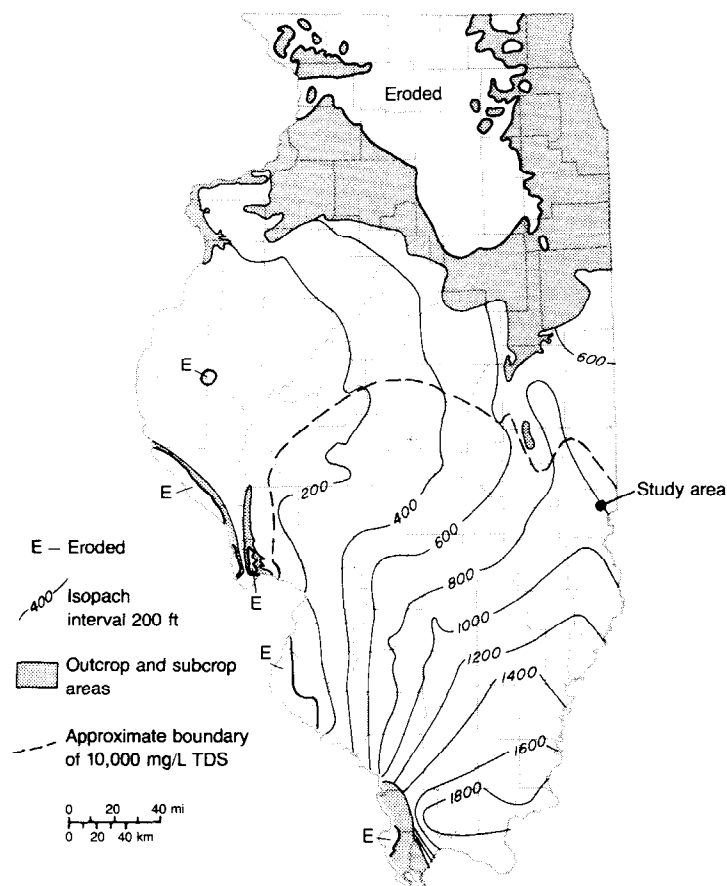 Eroded
600
E
E
200
400
600
800
Study area
1000
1200
1400
1600
1800
E
E
E
E – Eroded
400 Isopach
interval 200 ft
Outcrop and subcrop
areas
Approximate boundary
of 10,000 mg/L TDS
0 20 40 mi
0 20 40 km